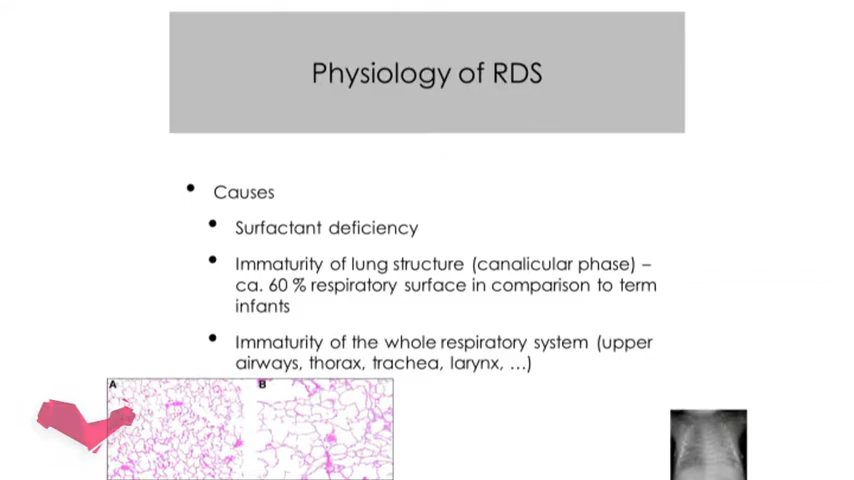 Physiology of RDS
• Causes
• Surfactant deficiency
• Immaturity of lung structure (canalicular phase) –
ca. 60 % respiratory surface in comparison to term
infants
• Immaturity of the whole respiratory system (upper
airways, thorax, trachea, larynx, …)
A B